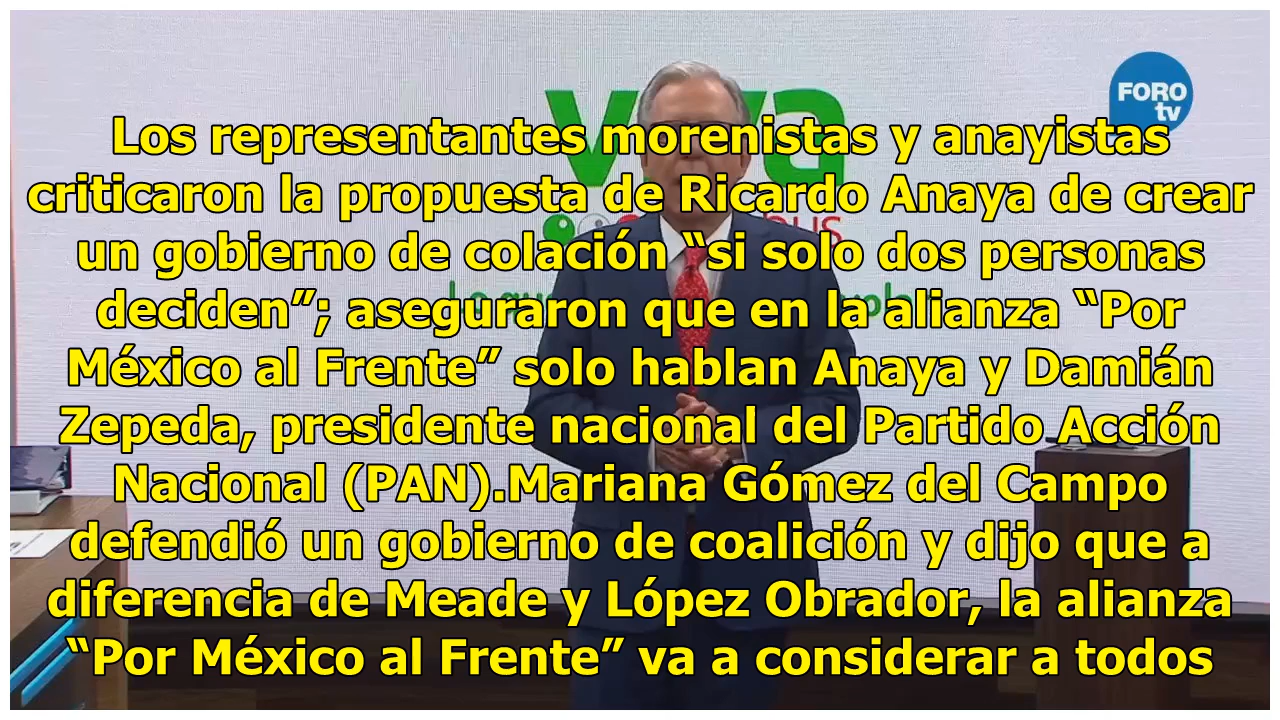 FORO
tv
Los representantes morenistas y anayistas
criticaron la propuesta de Ricardo Anaya de crear
un gobierno de colación “si solo dos personas
deciden”; aseguraron que en la alianza “Por
México al Frente” solo hablan Anaya y Damián
Zepeda, presidente nacional del Partido Acción
Nacional (PAN).Mariana Gómez del Campo
defendió un gobierno de coalición y dijo que a
diferencia de Meade y López Obrador, la alianza
“Por México al Frente” va a considerar a todos